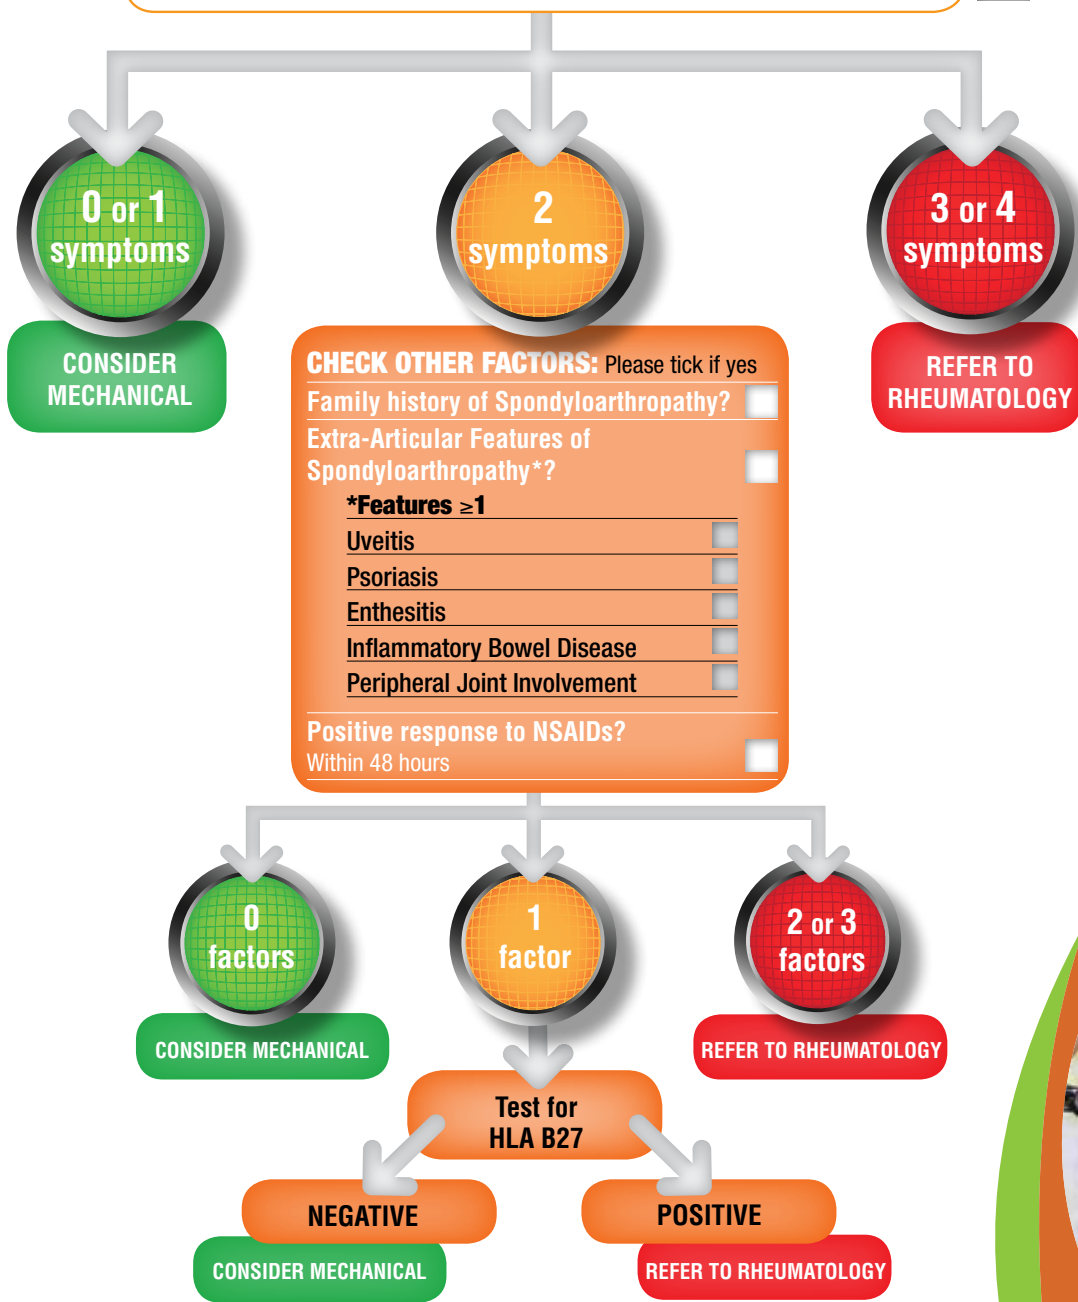 0 or 1
symptoms
2
symptoms
3 or 4
symptoms
CONSIDER
MECHANICAL
REFER TO
RHEUMATOLOGY
CHECK OTHER FACTORS: Please tick if yes
Family history of Spondyloarthropathy?
Extra-Articular Features of
Spondyloarthropathy*?
*Features ≥1
Uveitis
Psoriasis
Enthesitis
Inflammatory Bowel Disease
Peripheral Joint Involvement
Positive response to NSAIDs?
Within 48 hours
0
factors
1
factor
2 or 3
factors
CONSIDER MECHANICAL
REFER TO RHEUMATOLOGY
Test for
HLA B27
NEGATIVE
POSITIVE
CONSIDER MECHANICAL
REFER TO RHEUMATOLOGY